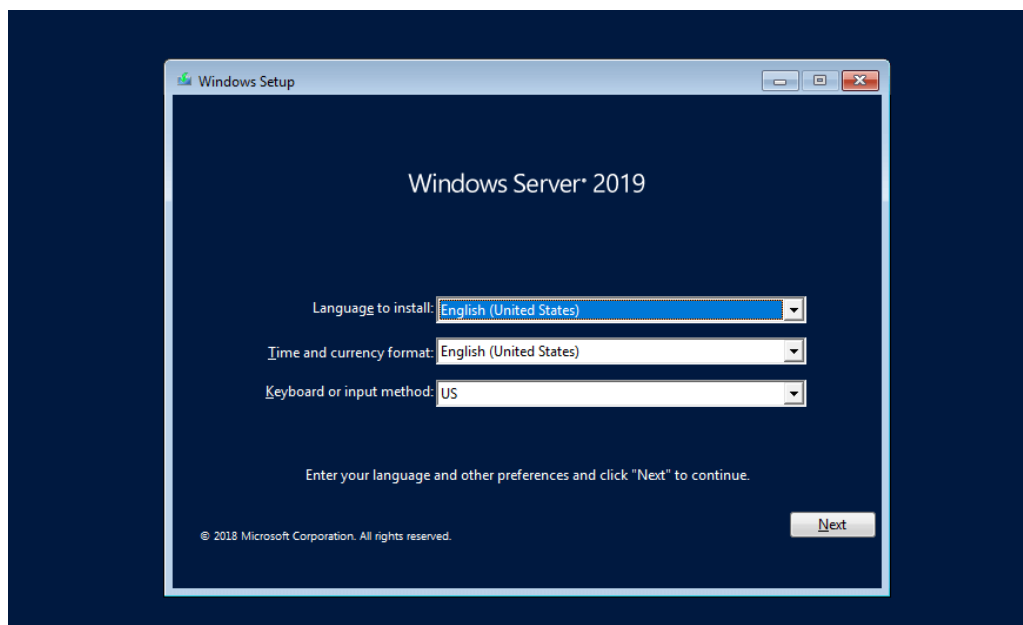 Windows Setup
Windows Server® 2019
Language to install: English (United States)
Time and currency format: English (United States)
Keyboard or input method: US
Enter your language and other preferences and click "Next" to continue.
Next
© 2018 Microsoft Corporation. All rights reserved.